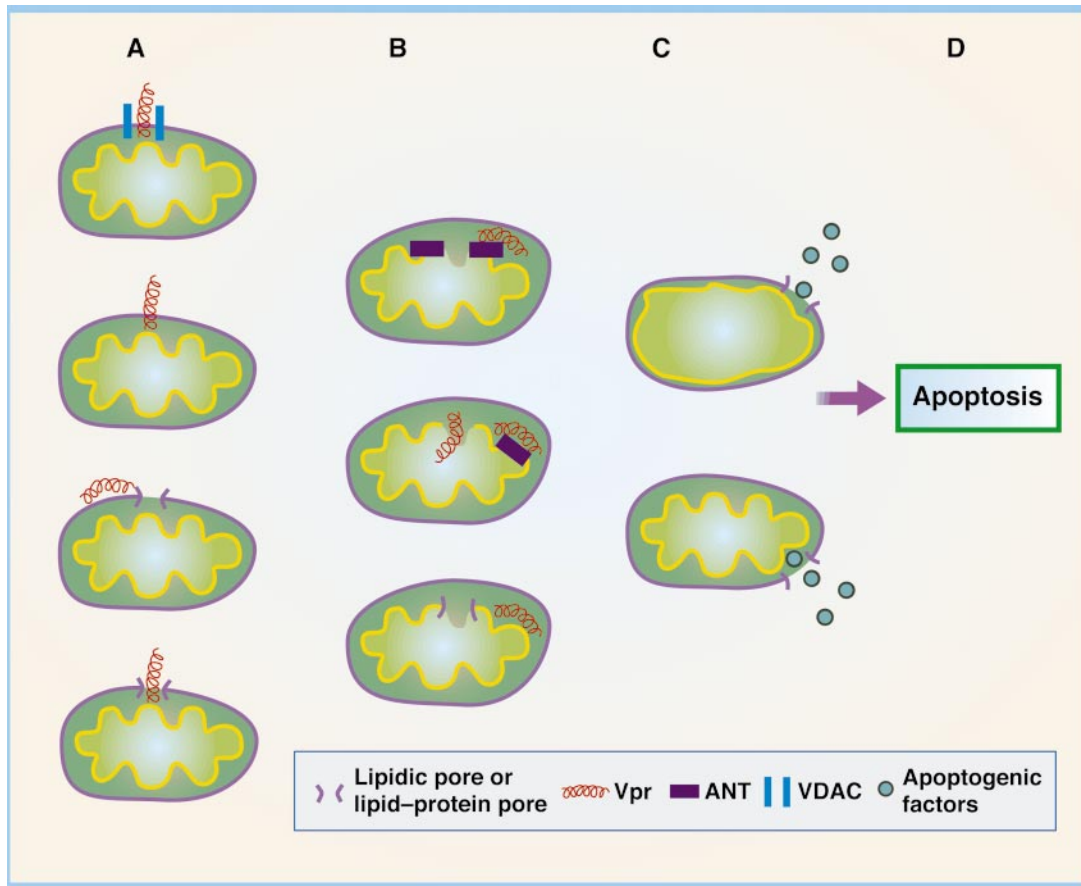 A B C D
Apoptosis
Lipidic pore or
lipid–protein pore
Vpr
ANT
VDAC
Apoptogenic
factors